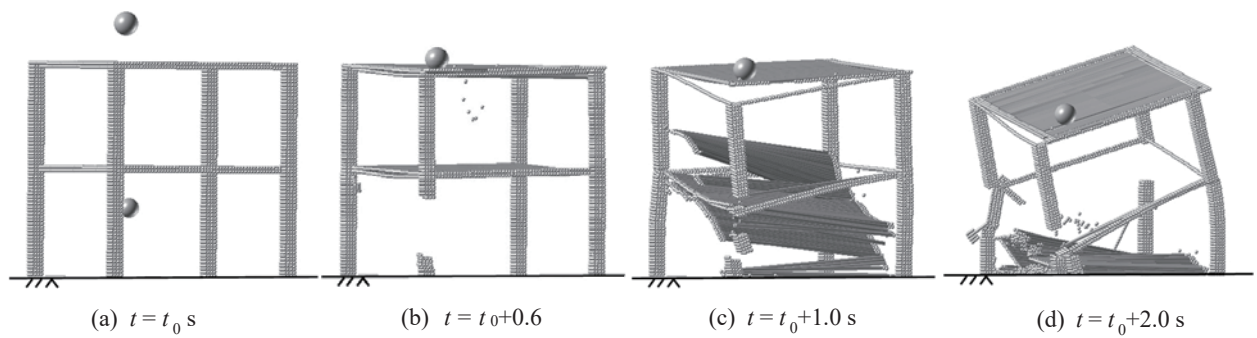 (a) t = t0 s
(b) t = t0+0.6
(c) t = t0+1.0 s
(d) t = t0+2.0 s